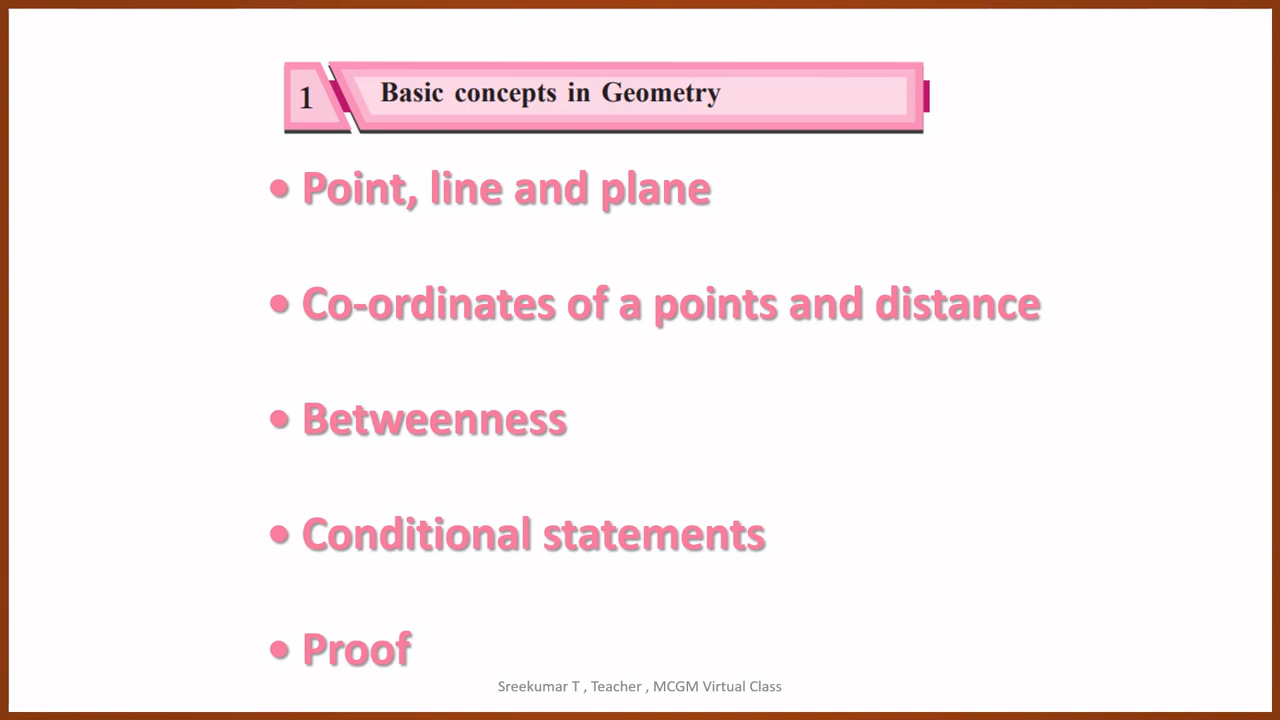 1 Basic concepts in Geometry
• Point, line and plane
• Co-ordinates of a points and distance
• Betweenness
• Conditional statements
• Proof
Sreekumar T , Teacher , MCGM Virtual Class